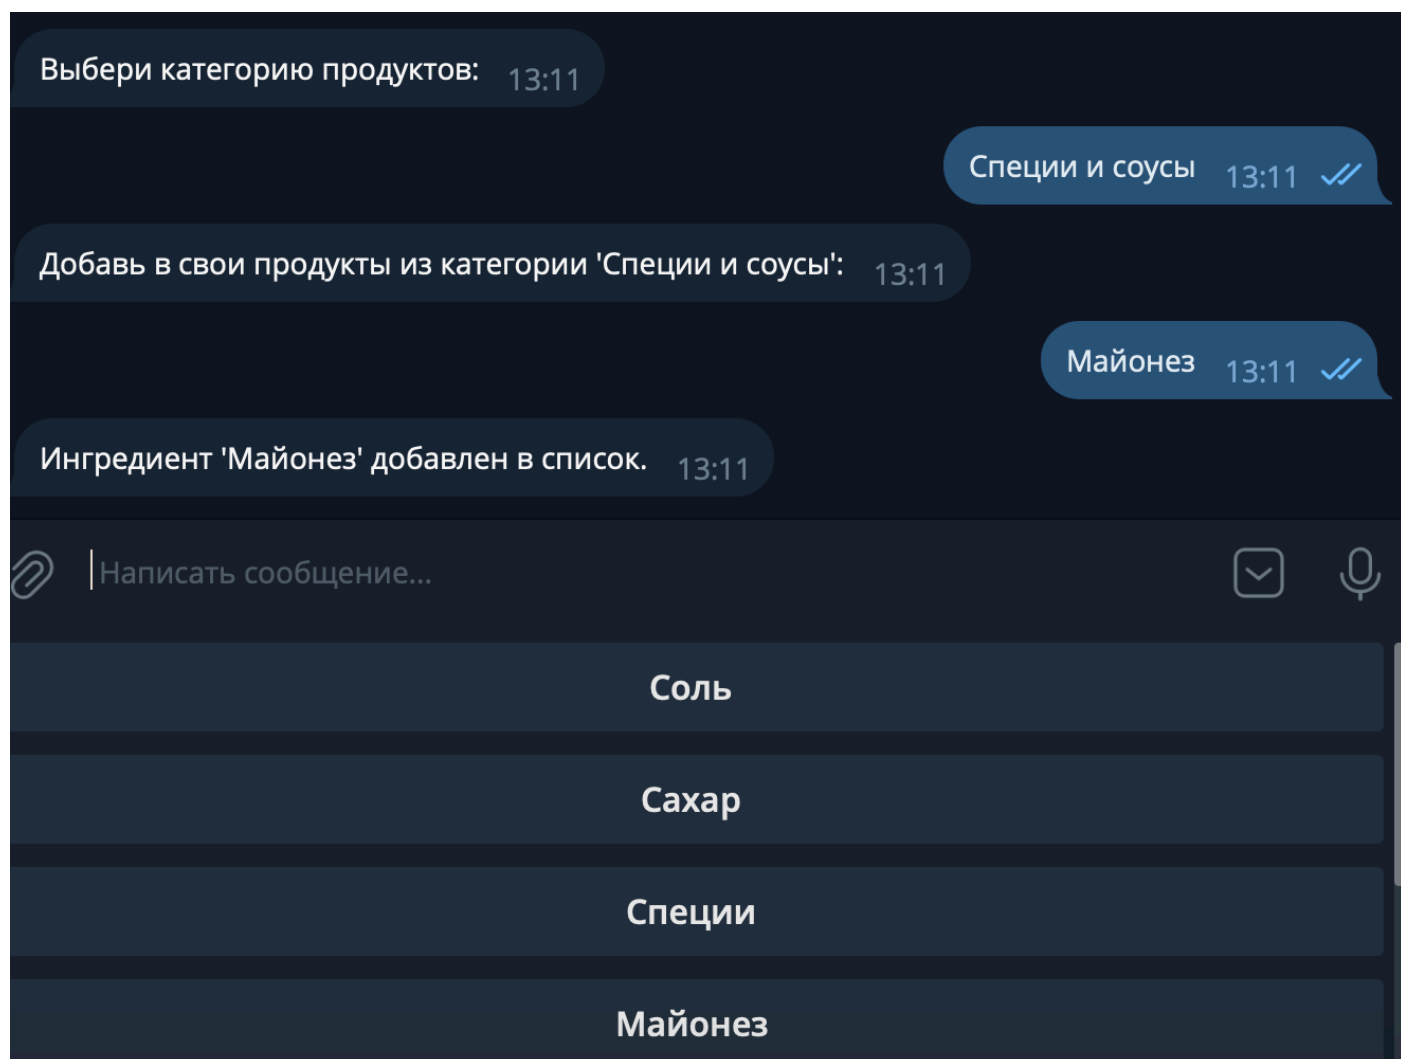 Выбери категорию продуктов: 13:11
Специи и соусы 13:11
Добавь в свои продукты из категории 'Специи и соусы': 13:11
Майонез 13:11
Ингредиент 'Майонез' добавлен в список. 13:11
Написать сообщение...
Соль
Сахар
Специи
Майонез